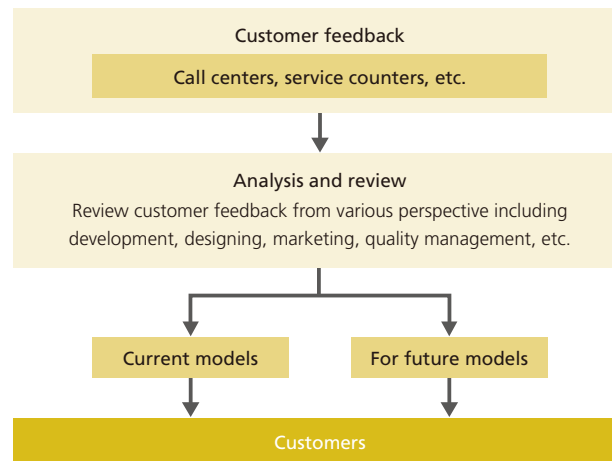 Customer feedback
Call centers, service counters, etc.
Analysis and review
Review customer feedback from various perspective including
development, designing, marketing, quality management, etc.
Current models
For future models
Customers